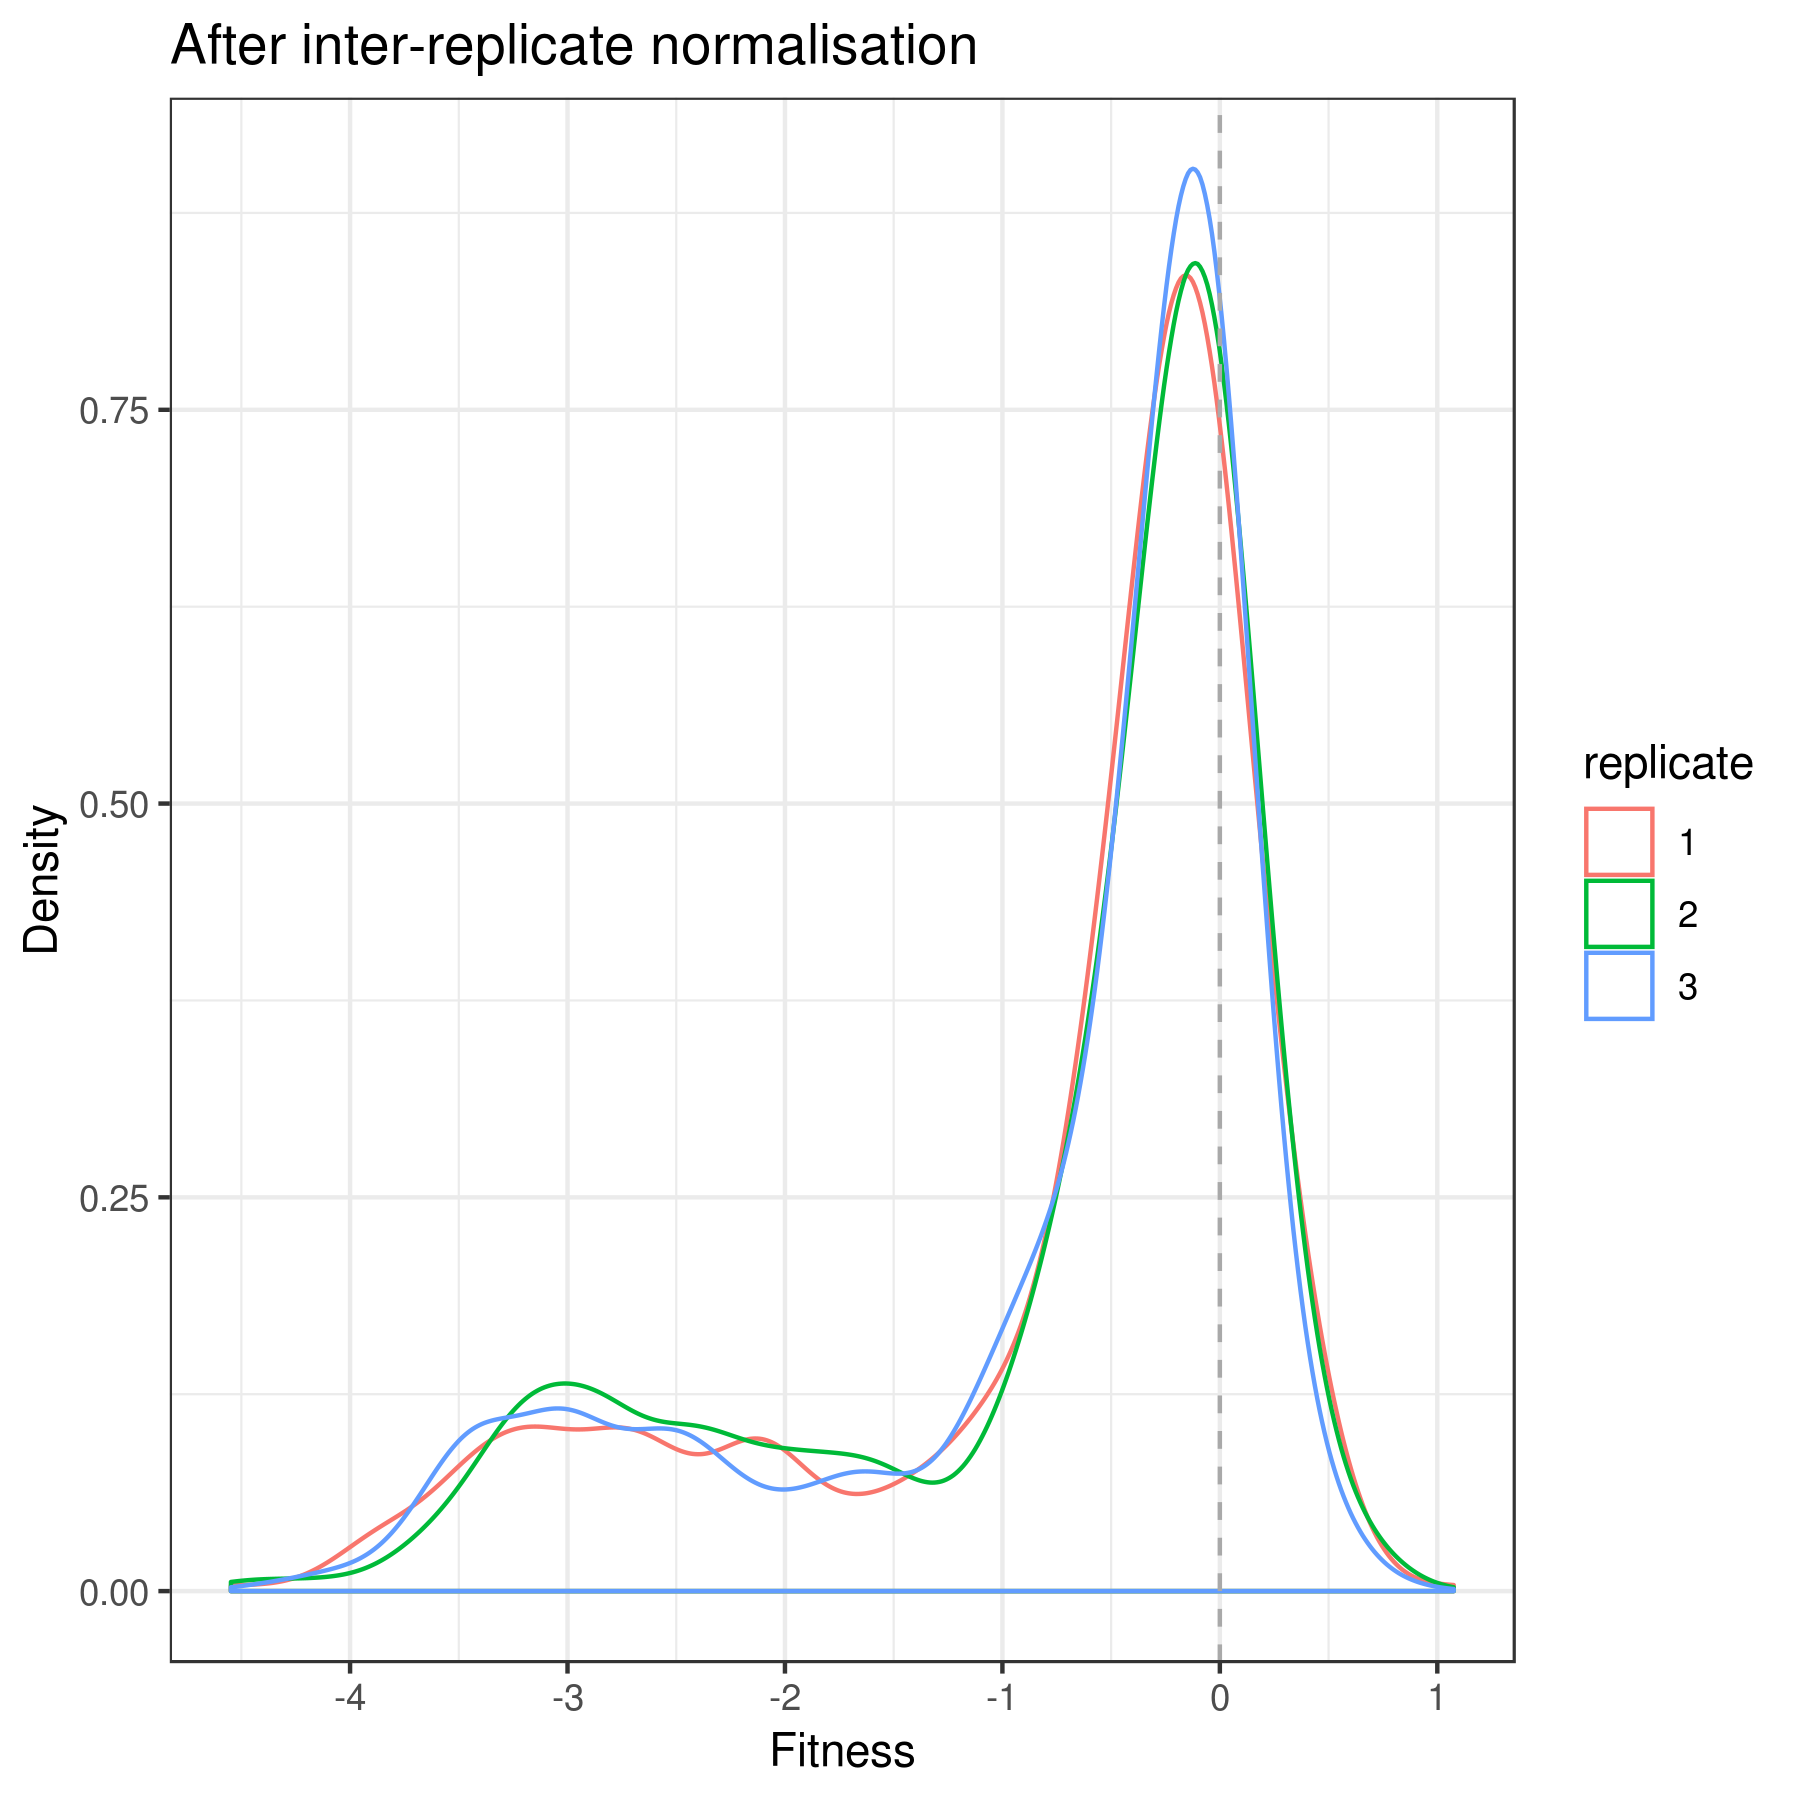 After inter-replicate normalisation
Density
0.75
0.50
0.25
0.00
-4 -3 -2 -1 0 1
Fitness
replicate
1
2
3